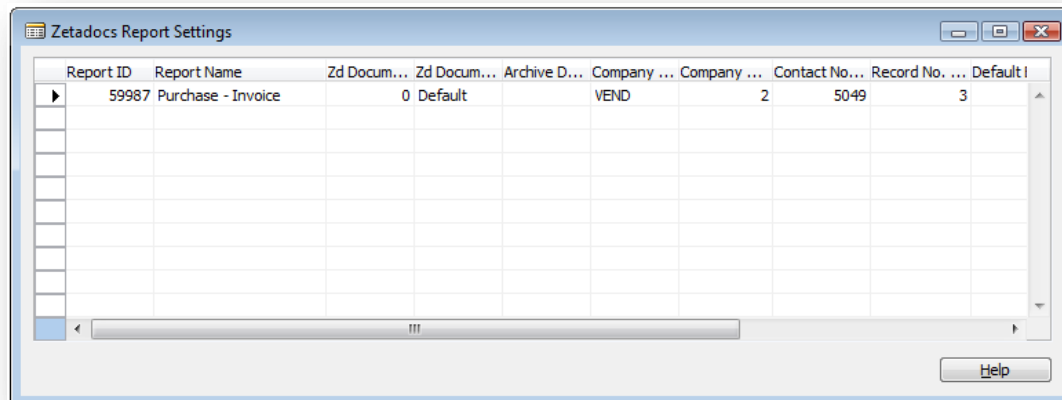 Zetadocs Report Settings
Report ID Report Name Zd Docum... Zd Docum... Archive D... Company ... Company ... Contact No... Record No. ... Default I
59987 Purchase - Invoice 0 Default VEND 2 5049 3
Help